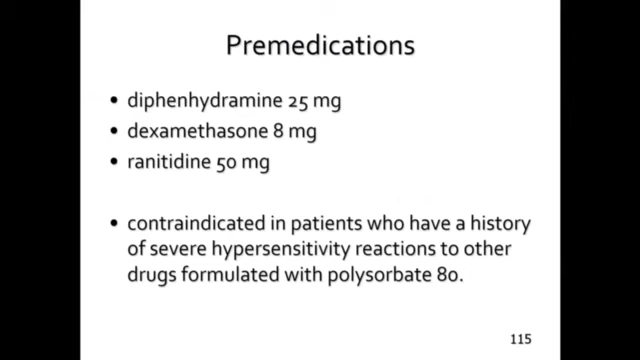 Premedications
• diphenhydramine 25 mg
• dexamethasone 8 mg
• ranitidine 50 mg
• contraindicated in patients who have a history
of severe hypersensitivity reactions to other
drugs formulated with polysorbate 80.
115